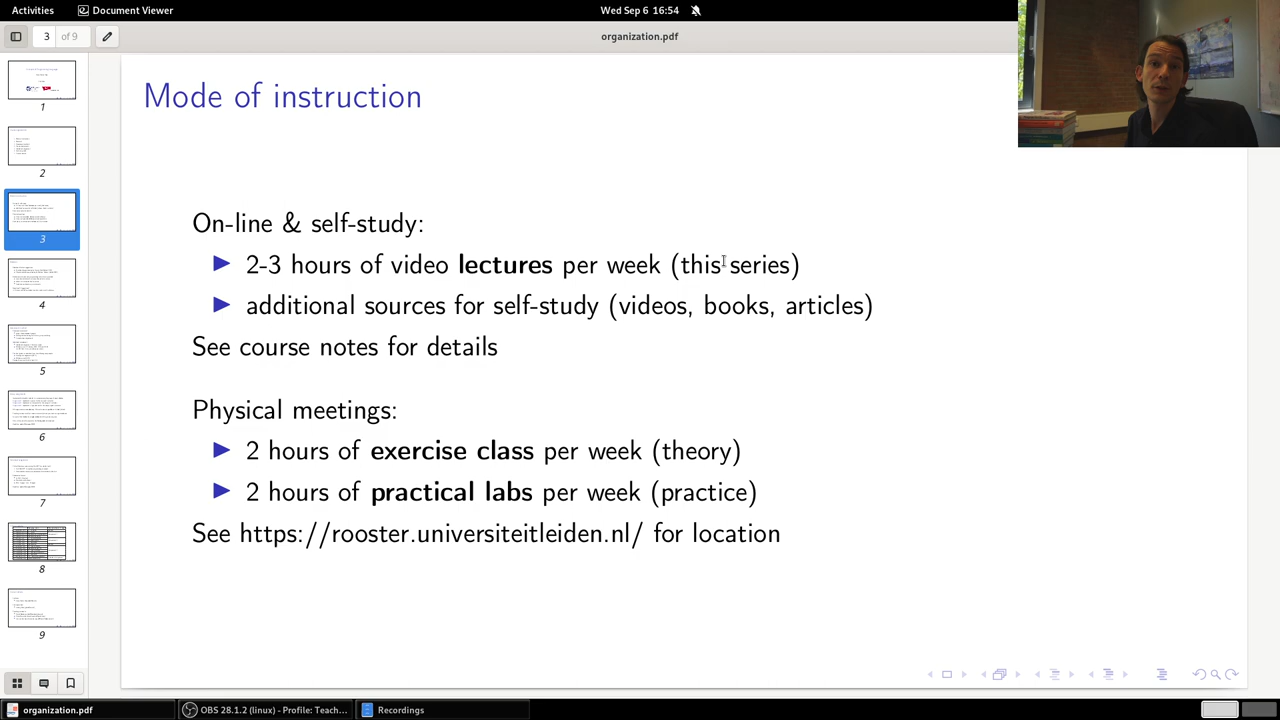 Activities
Document Viewer
Wed Sep 6 16:54
3 of 9
organization.pdf
Mode of instruction
On-line & self-study:
2-3 hours of video lectures per week (this series)
additional sources for self-study (videos, books, articles)
See course notes for details
Physical meetings:
2 hours of exercise class per week (theory)
2 hours of practical labs per week (practice)
See https://rooster.universiteitleiden.nl/ for location
1
2
3
4
5
6
7
8
9
organization.pdf
OBS 28.1.2 (linux) - Profile: Teach...
Recordings